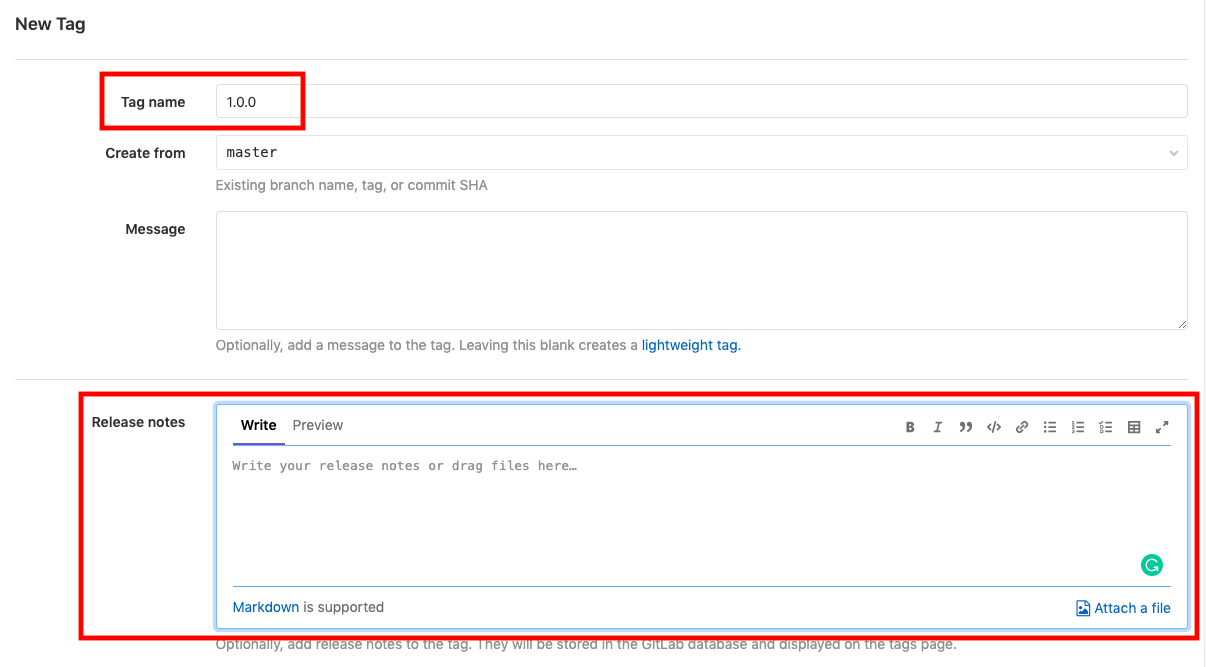 New Tag
Tag name
1.0.0
Create from
master
Existing branch name, tag, or commit SHA
Message
Optionally, add a message to the tag. Leaving this blank creates a lightweight tag.
Release notes
Write Preview
Write your release notes or drag files here…
Markdown is supported
Attach a file
Optionally, add release notes to the tag. They will be stored in the GitLab database and displayed on the tags page.